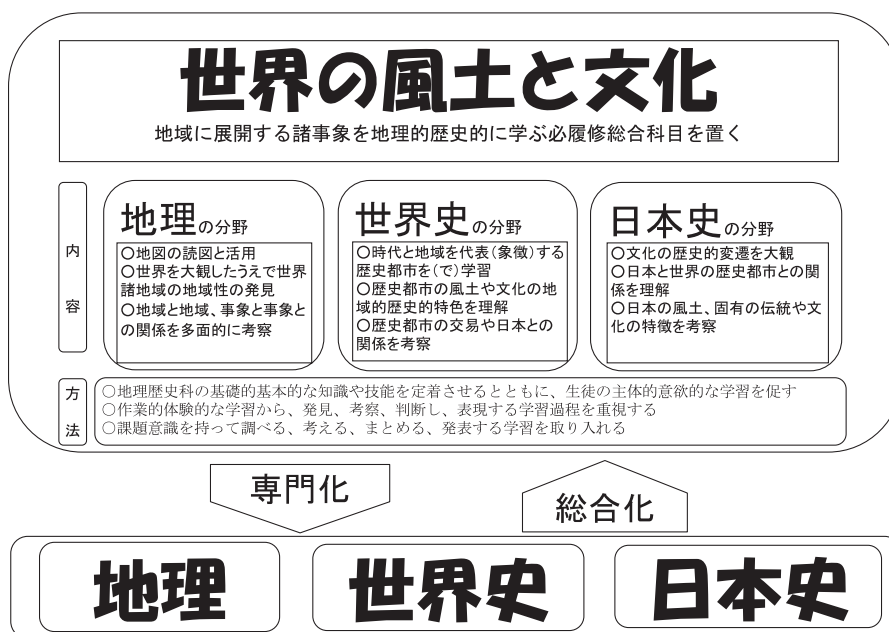 世界の風土と文化
地域に展開する諸事象を地理的歴史的に学ぶ必履修総合科目を置く
内容
地理の分野
○地図の読図と活用
○世界を大観したうえで世界
諸地域の地域性の発見
○地域と地域、事象と事象と
の関係を多面的に考察
世界史の分野
○時代と地域を代表(象徴)する
歴史都市を(で)学習
○歴史都市の風土や文化の地
域的歴史的特色を理解
○歴史都市の交易や日本との
関係を考察
日本史の分野
○文化の歴史的変遷を大観
○日本と世界の歴史都市との関
係を理解
○日本の風土、固有の伝統や文
化の特徴を考察
方法
○地理歴史科の基礎的基本的な知識や技能を定着させるとともに、生徒の主体的意欲的な学習を促す
○作業的体験的な学習から、発見、考察、判断し、表現する学習過程を重視する
○課題意識を持って調べる、考える、まとめる、発表する学習を取り入れる
専門化
総合化
地理
世界史
日本史